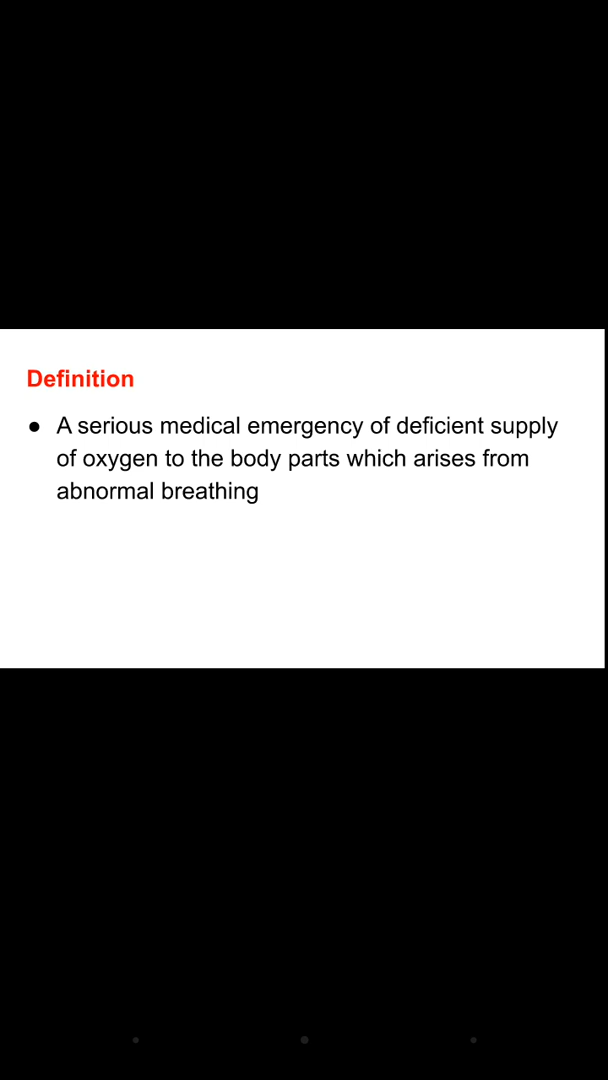 Definition
● A serious medical emergency of deficient supply
of oxygen to the body parts which arises from
abnormal breathing